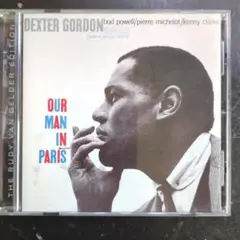 DEXTER GORDON
bud powell/pierre michelot/kenny clarke
OUR
MAN
IN
PARIS
THE RUDY VAN GELDER EDITION